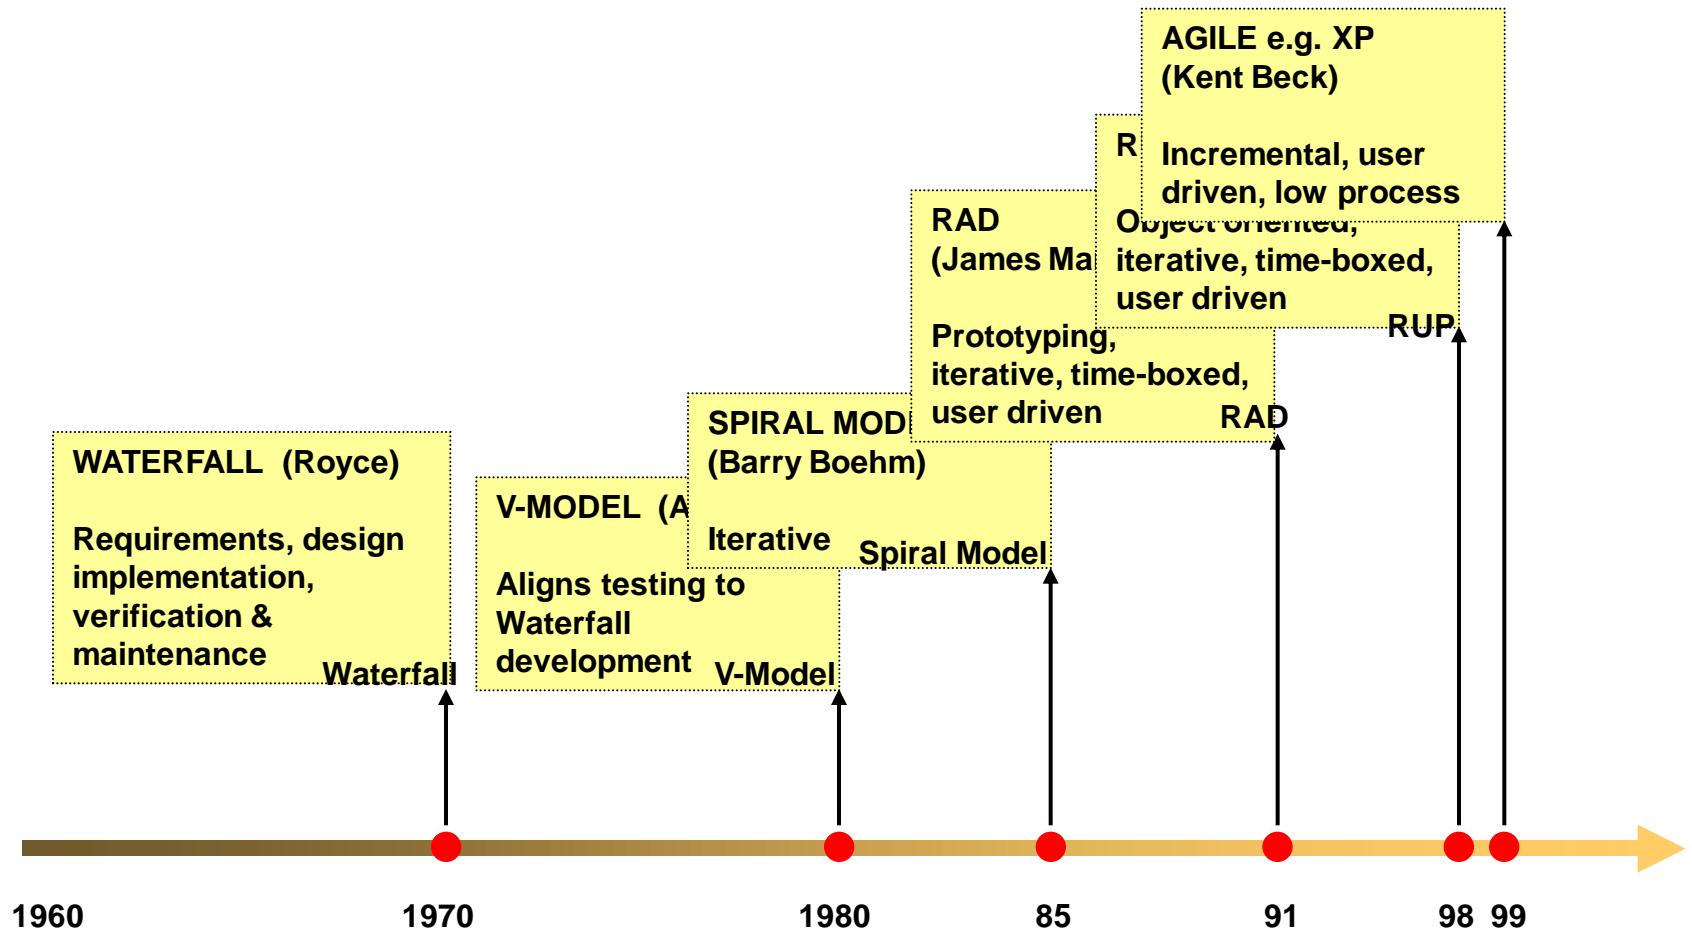 WATERFALL (Royce)
Requirements, design
implementation,
verification &
maintenance
Waterfall
V-MODEL (A
Aligns testing to
Waterfall
development
V-Model
SPIRAL MOD
(Barry Boehm)
Iterative
Spiral Model
RAD
(James Ma
Prototyping,
iterative, time-boxed,
user driven
RAD
R
Object oriented,
iterative, time-boxed,
user driven
RUP
AGILE e.g. XP
(Kent Beck)
Incremental, user
driven, low process
1960 1970 1980 85 91 98 99